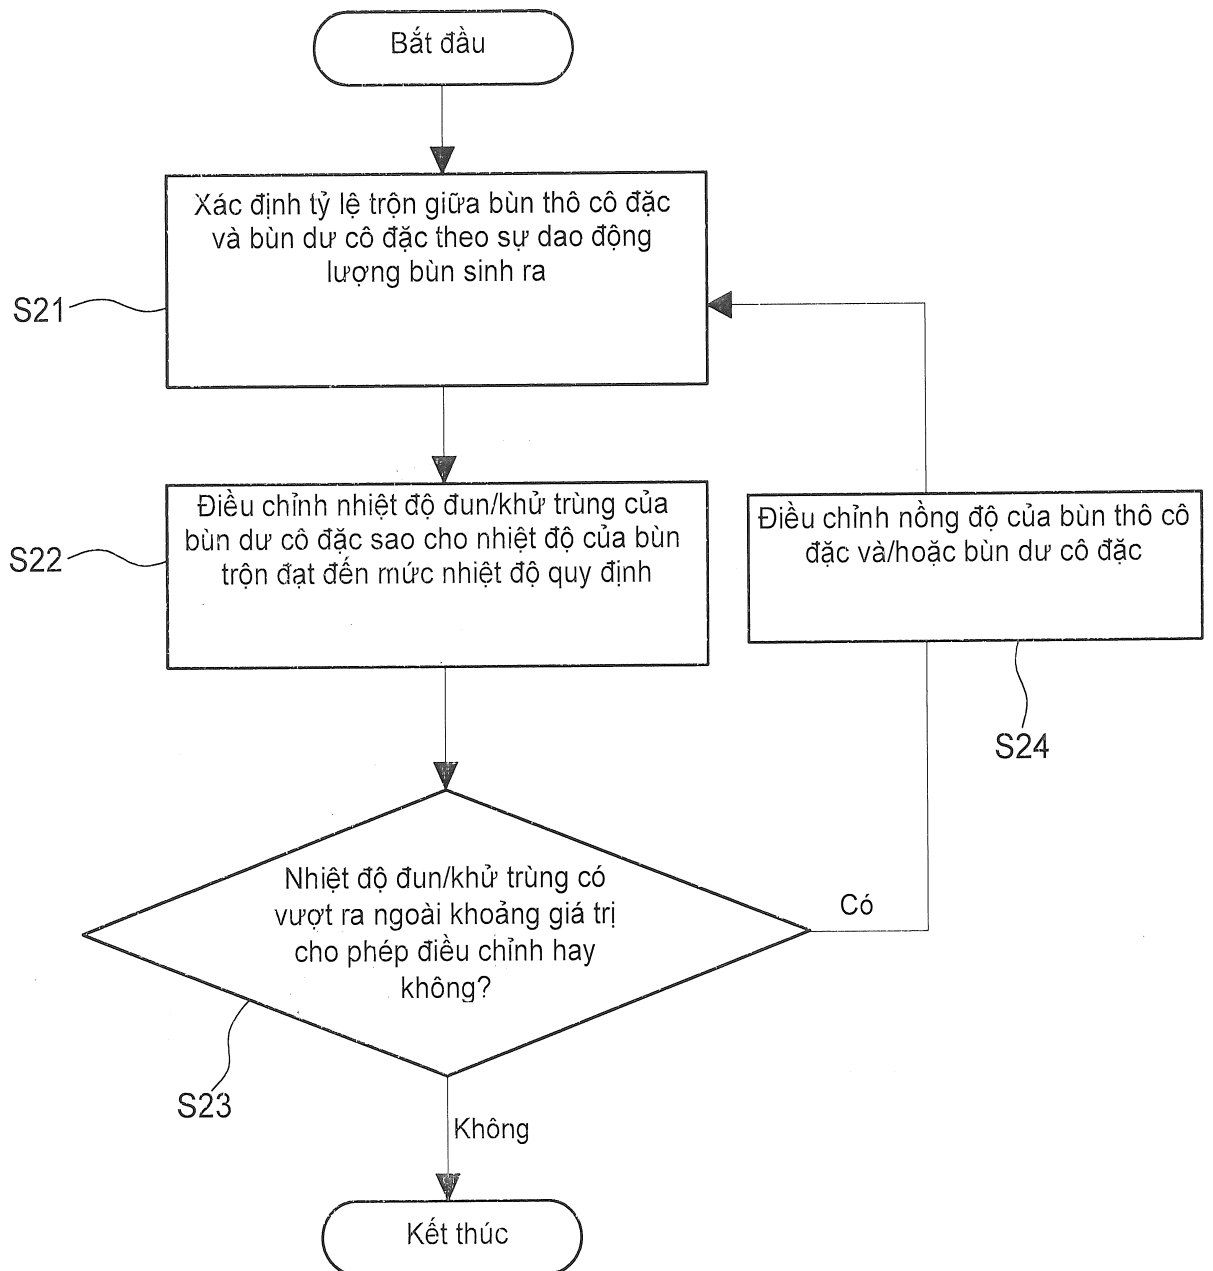 Bắt đầu
Xác định tỷ lệ trộn giữa bùn thô cô đặc
và bùn dư cô đặc theo sự dao động
lượng bùn sinh ra
S21
Điều chỉnh nhiệt độ đun/khử trùng của
bùn dư cô đặc sao cho nhiệt độ của bùn
trộn đạt đến mức nhiệt độ quy định
S22
Điều chỉnh nồng độ của bùn thô cô
đặc và/hoặc bùn dư cô đặc
S24
Nhiệt độ đun/khử trùng có
vượt ra ngoài khoảng giá trị
cho phép điều chỉnh hay
không?
Có
S23
Không
Kết thúc